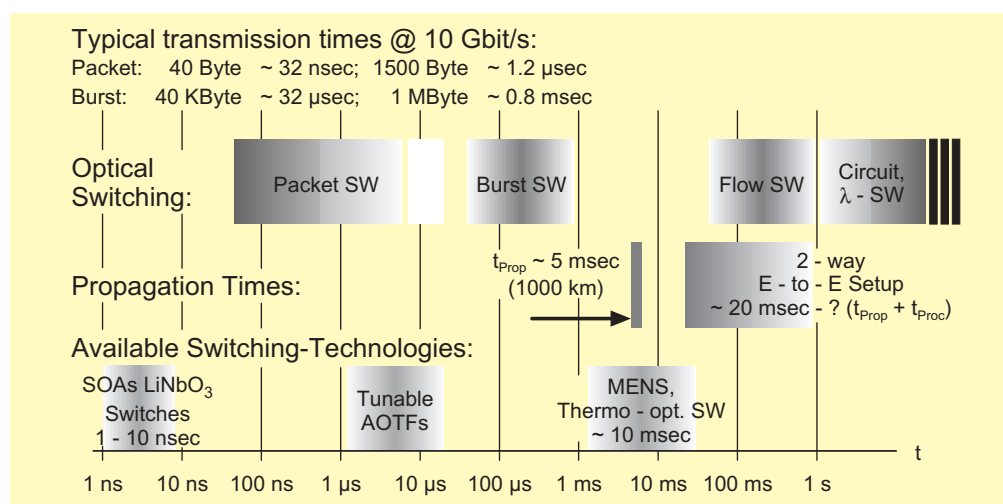 Typical transmission times @ 10 Gbit/s:
Packet: 40 Byte ~ 32 nsec; 1500 Byte ~ 1.2 µsec
Burst: 40 KByte ~ 32 µsec; 1 MByte ~ 0.8 msec
Optical
Switching:
Packet SW
Burst SW
Flow SW
Circuit,
λ - SW
Propagation Times:
t_Prop ~ 5 msec
(1000 km)
2 - way
E - to - E Setup
~ 20 msec - ? (t_Prop + t_Proc)
Available Switching-Technologies:
SOAs LiNbO₃
Switches
1 - 10 nsec
Tunable
AOTFs
MENS,
Thermo - opt. SW
~ 10 msec
t
1 ns 10 ns 100 ns 1 µs 10 µs 100 µs 1 ms 10 ms 100 ms 1 s